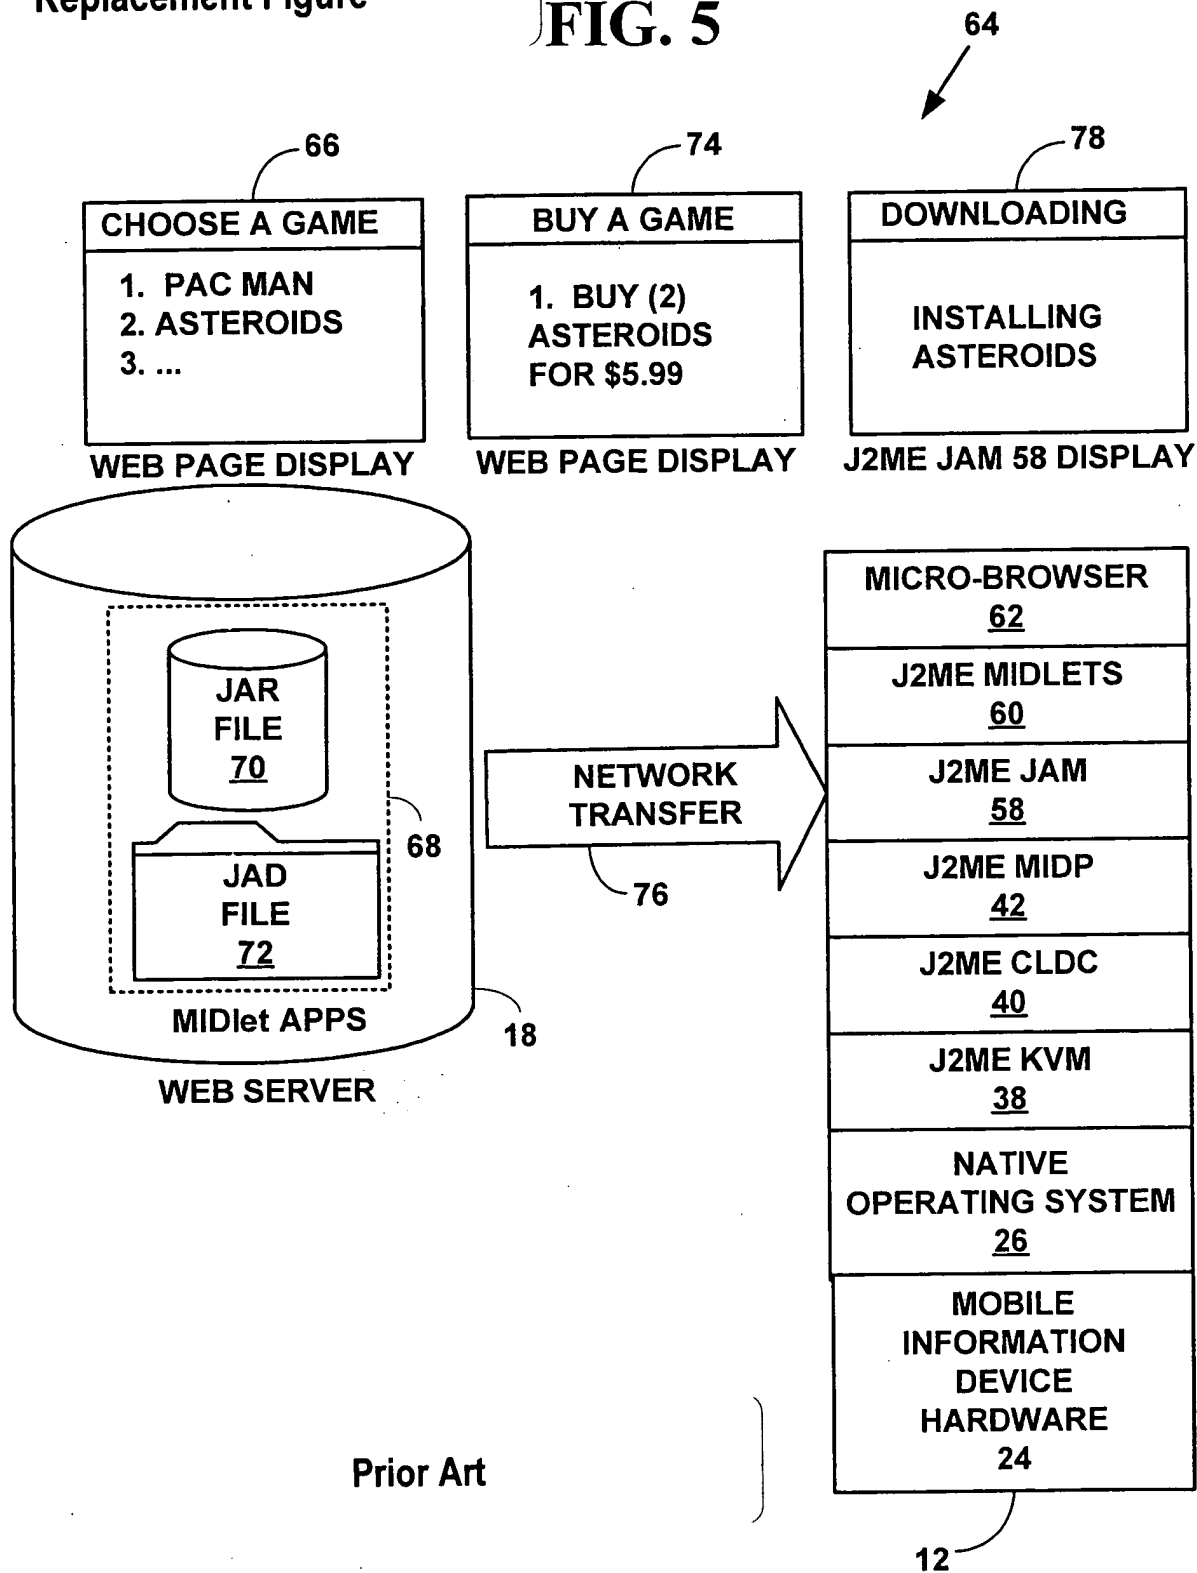 Replacement Figure
FIG. 5
64
66
74
78
CHOOSE A GAME
1. PAC MAN
2. ASTEROIDS
3. ...
WEB PAGE DISPLAY
BUY A GAME
1. BUY (2)
ASTEROIDS
FOR $5.99
WEB PAGE DISPLAY
DOWNLOADING
INSTALLING
ASTEROIDS
J2ME JAM 58 DISPLAY
JAR
FILE
70
JAD
FILE
72
68
MIDlet APPS
18
WEB SERVER
NETWORK
TRANSFER
76
MICRO-BROWSER
62
J2ME MIDLETS
60
J2ME JAM
58
J2ME MIDP
42
J2ME CLDC
40
J2ME KVM
38
NATIVE
OPERATING SYSTEM
26
MOBILE
INFORMATION
DEVICE
HARDWARE
24
12
Prior Art